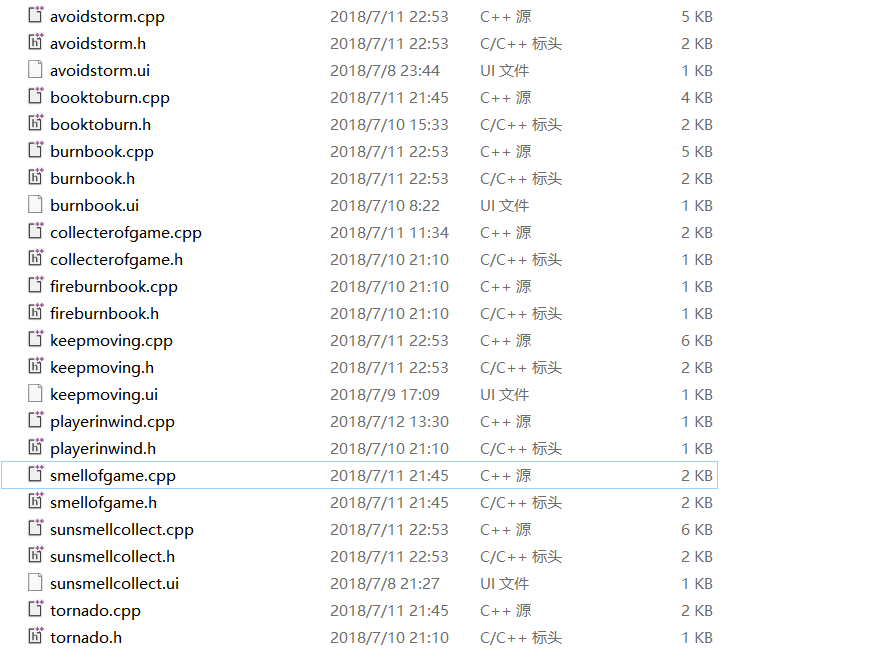 avoidstorm.cpp 2018/7/11 22:53 C++ 源 5 KB
avoidstorm.h 2018/7/11 22:53 C/C++ 标头 2 KB
avoidstorm.ui 2018/7/8 23:44 UI 文件 1 KB
booktoburn.cpp 2018/7/11 21:45 C++ 源 4 KB
booktoburn.h 2018/7/10 15:33 C/C++ 标头 2 KB
burnbook.cpp 2018/7/11 22:53 C++ 源 5 KB
burnbook.h 2018/7/11 22:53 C/C++ 标头 2 KB
burnbook.ui 2018/7/10 8:22 UI 文件 1 KB
collecterofgame.cpp 2018/7/11 11:34 C++ 源 2 KB
collecterofgame.h 2018/7/10 21:10 C/C++ 标头 1 KB
fireburnbook.cpp 2018/7/10 21:10 C++ 源 1 KB
fireburnbook.h 2018/7/10 21:10 C/C++ 标头 1 KB
keepmoving.cpp 2018/7/11 22:53 C++ 源 6 KB
keepmoving.h 2018/7/11 22:53 C/C++ 标头 2 KB
keepmoving.ui 2018/7/9 17:09 UI 文件 1 KB
playerinwind.cpp 2018/7/12 13:30 C++ 源 1 KB
playerinwind.h 2018/7/10 21:10 C/C++ 标头 1 KB
smellofgame.cpp 2018/7/11 21:45 C++ 源 2 KB
smellofgame.h 2018/7/11 21:45 C/C++ 标头 2 KB
sunsmellcollect.cpp 2018/7/11 22:53 C++ 源 6 KB
sunsmellcollect.h 2018/7/11 22:53 C/C++ 标头 2 KB
sunsmellcollect.ui 2018/7/8 21:27 UI 文件 1 KB
tornado.cpp 2018/7/11 21:45 C++ 源 2 KB
tornado.h 2018/7/10 21:10 C/C++ 标头 1 KB